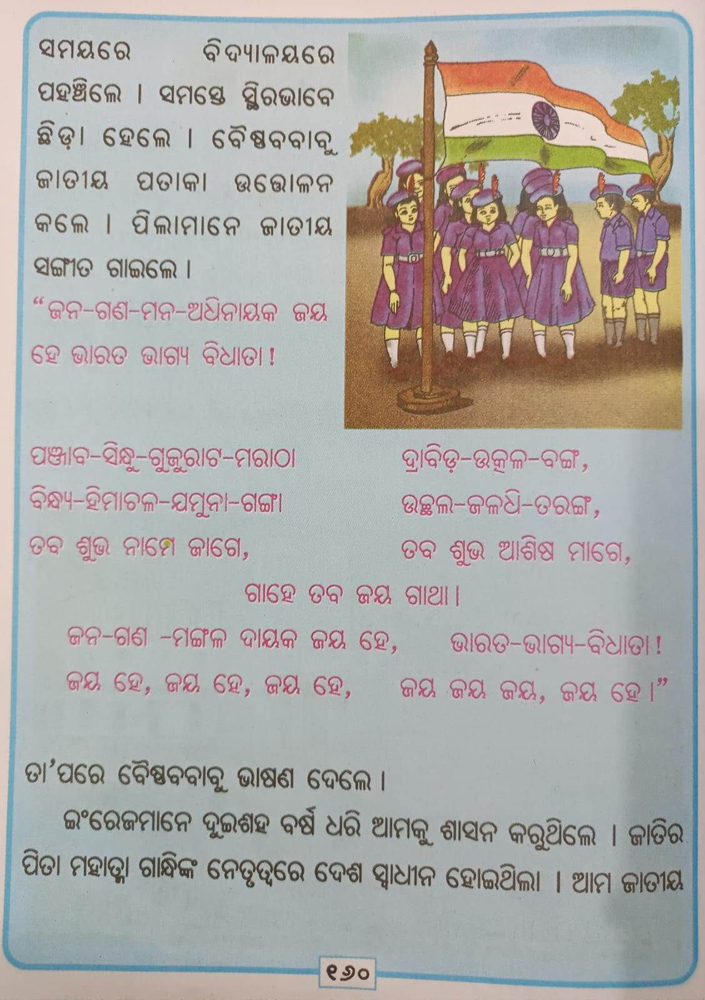 ସମୟରେ ବିଦ୍ୟାଳୟରେ
ପହଞ୍ଚିଲେ । ସମସ୍ତେ ସ୍ଥିରଭାବେ
ଛିଡ଼ା ହେଲେ । ବୈଷ୍ଣବବାବୁ
ଜାତୀୟ ପତାକା ଉତ୍ତୋଳନ
କଲେ । ପିଲାମାନେ ଜାତୀୟ
ସଙ୍ଗୀତ ଗାଇଲେ ।
“ଜନ-ଗଣ-ମନ-ଅଧିନାୟକ ଜୟ
ହେ ଭାରତ ଭାଗ୍ୟ ବିଧାତା!
ପଞ୍ଜାବ-ସିନ୍ଧୁ-ଗୁଜୁରାଟ-ମରାଠା ଦ୍ରାବିଡ଼-ଉତ୍କଳ-ବଙ୍ଗ,
ବିନ୍ଧ୍ୟ-ହିମାଚଳ-ଯମୁନା-ଗଙ୍ଗା ଉଚ୍ଛଳ-ଜଳଧି-ତରଙ୍ଗ,
ତବ ଶୁଭ ନାମେ ଜାଗେ, ତବ ଶୁଭ ଆଶିଷ ମାଗେ,
ଗାହେ ତବ ଜୟ ଗାଥା ।
ଜନ-ଗଣ -ମଙ୍ଗଳ ଦାୟକ ଜୟ ହେ, ଭାରତ-ଭାଗ୍ୟ-ବିଧାତା!
ଜୟ ହେ, ଜୟ ହେ, ଜୟ ହେ, ଜୟ ଜୟ ଜୟ, ଜୟ ହେ ।”
ତା’ପରେ ବୈଷ୍ଣବବାବୁ ଭାଷଣ ଦେଲେ ।
ଇଂରେଜମାନେ ଦୁଇଶହ ବର୍ଷ ଧରି ଆମକୁ ଶାସନ କରୁଥିଲେ । ଜାତିର
ପିତା ମହାତ୍ମା ଗାନ୍ଧିଙ୍କ ନେତୃତ୍ୱରେ ଦେଶ ସ୍ୱାଧୀନ ହୋଇଥିଲା । ଆମ ଜାତୀୟ
୧୬୦